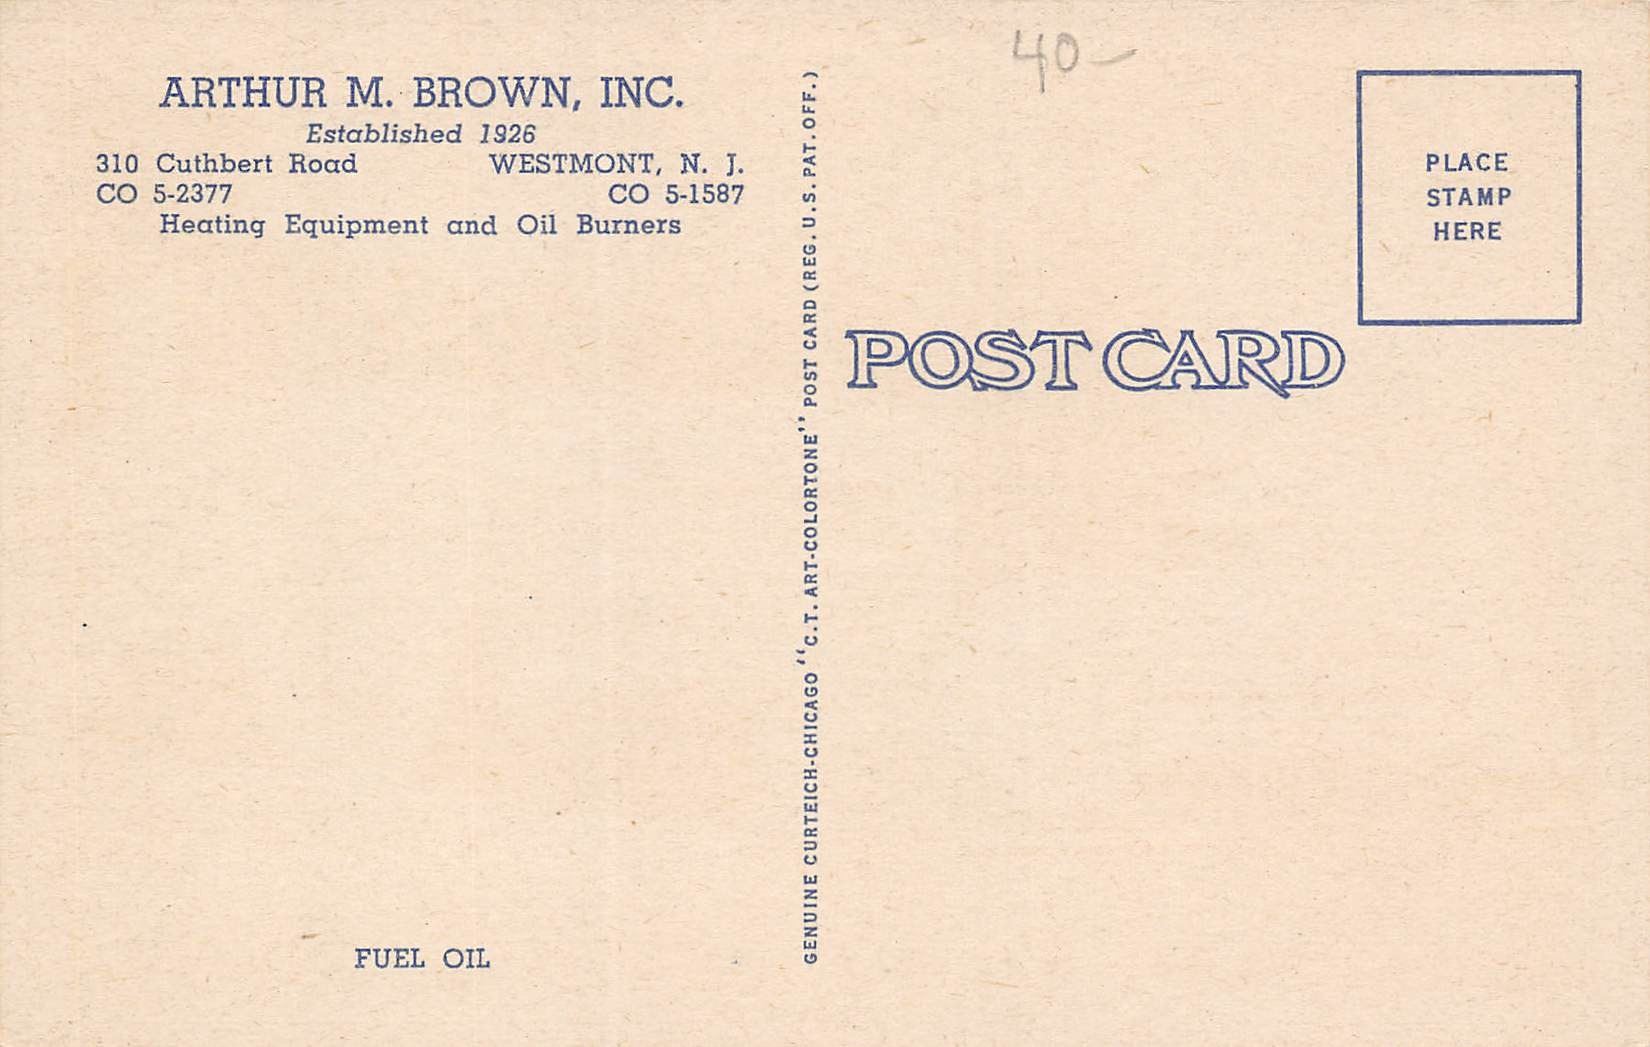 ARTHUR M. BROWN, INC.
Established 1926
310 Cuthbert Road WESTMONT, N. J.
CO 5-2377 CO 5-1587
Heating Equipment and Oil Burners
FUEL OIL
GENUINE CURTEICH-CHICAGO "C.T. ART-COLORTONE" POST CARD (REG. U.S. PAT. OFF.)
40-
POST CARD
PLACE
STAMP
HERE